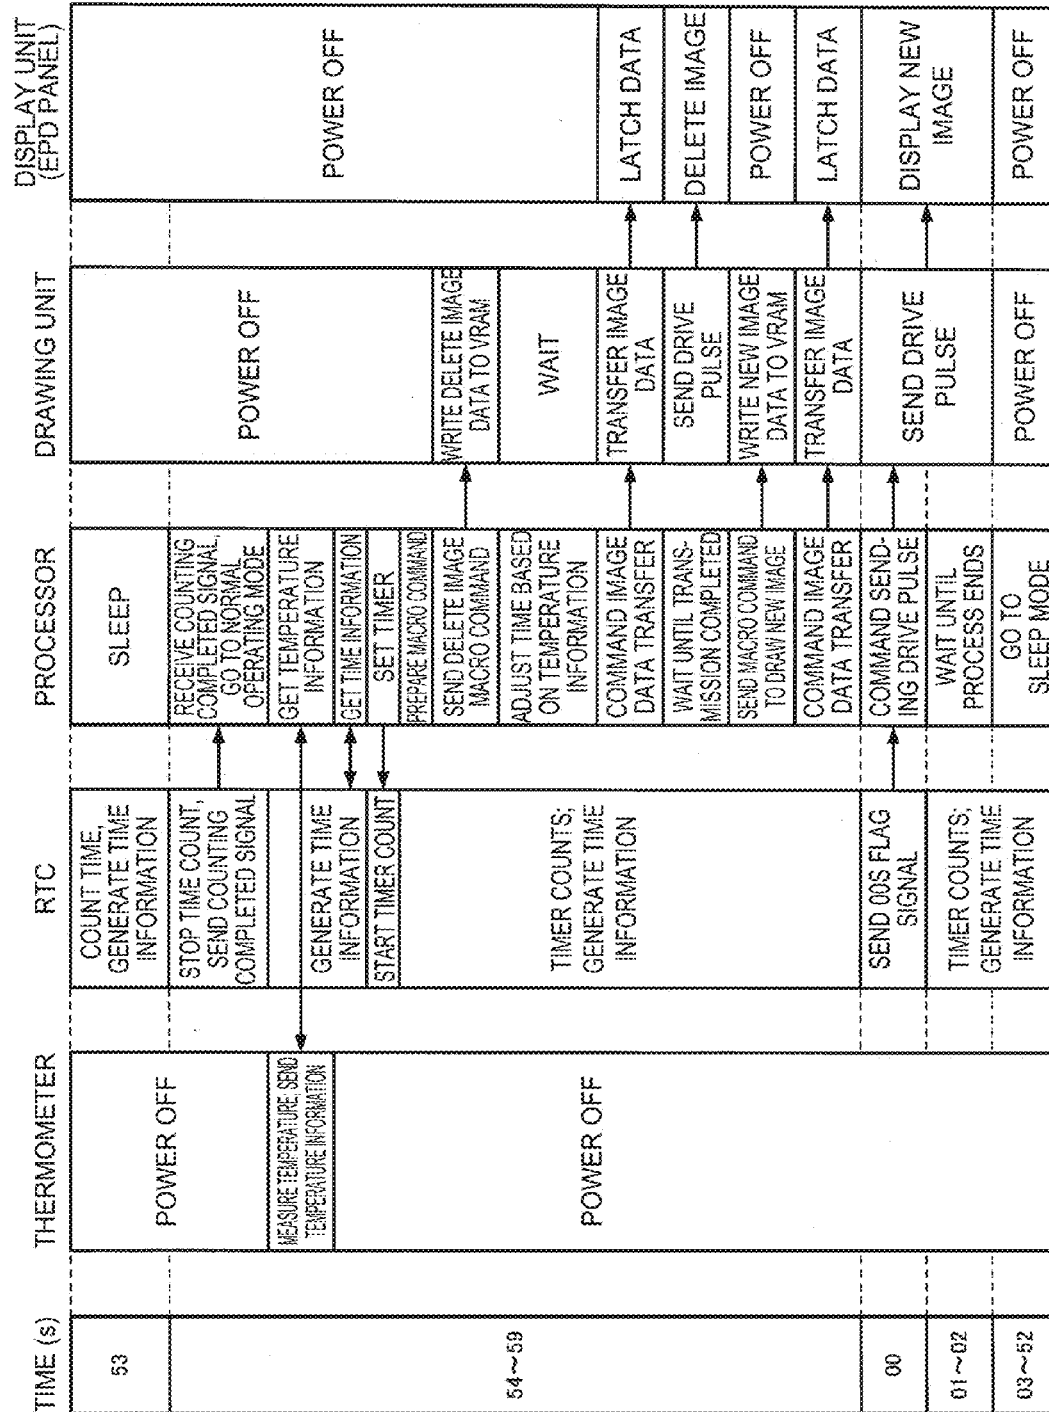 TIME (s)
53
54~59
00
01~02
03~52
THERMOMETER
POWER OFF
MEASURE TEMPERATURE, SEND
TEMPERATURE INFORMATION
POWER OFF
RTC
COUNT TIME,
GENERATE TIME
INFORMATION
STOP TIME COUNT,
SEND COUNTING
COMPLETED SIGNAL
GENERATE TIME
INFORMATION
START TIMER COUNT
TIMER COUNTS;
GENERATE TIME
INFORMATION
SEND 00S FLAG
SIGNAL
TIMER COUNTS;
GENERATE TIME
INFORMATION
PROCESSOR
SLEEP
RECEIVE COUNTING
COMPLETED SIGNAL,
GO TO NORMAL
OPERATING MODE
GET TEMPERATURE
INFORMATION
GET TIME INFORMATION
SET TIMER
PREPARE MACRO COMMAND
SEND DELETE IMAGE
MACRO COMMAND
ADJUST TIME BASED
ON TEMPERATURE
INFORMATION
COMMAND IMAGE
DATA TRANSFER
WAIT UNTIL TRANS-
MISSION COMPLETED
SEND MACRO COMMAND
TO DRAW NEW IMAGE
COMMAND IMAGE
DATA TRANSFER
COMMAND SEND-
ING DRIVE PULSE
WAIT UNTIL
PROCESS ENDS
GO TO
SLEEP MODE
DRAWING UNIT
POWER OFF
WRITE DELETE IMAGE
DATA TO VRAM
WAIT
TRANSFER IMAGE
DATA
SEND DRIVE
PULSE
WRITE NEW IMAGE
DATA TO VRAM
TRANSFER IMAGE
DATA
SEND DRIVE
PULSE
POWER OFF
DISPLAY UNIT
(EPD PANEL)
POWER OFF
LATCH DATA
DELETE IMAGE
POWER OFF
LATCH DATA
DISPLAY NEW
IMAGE
POWER OFF